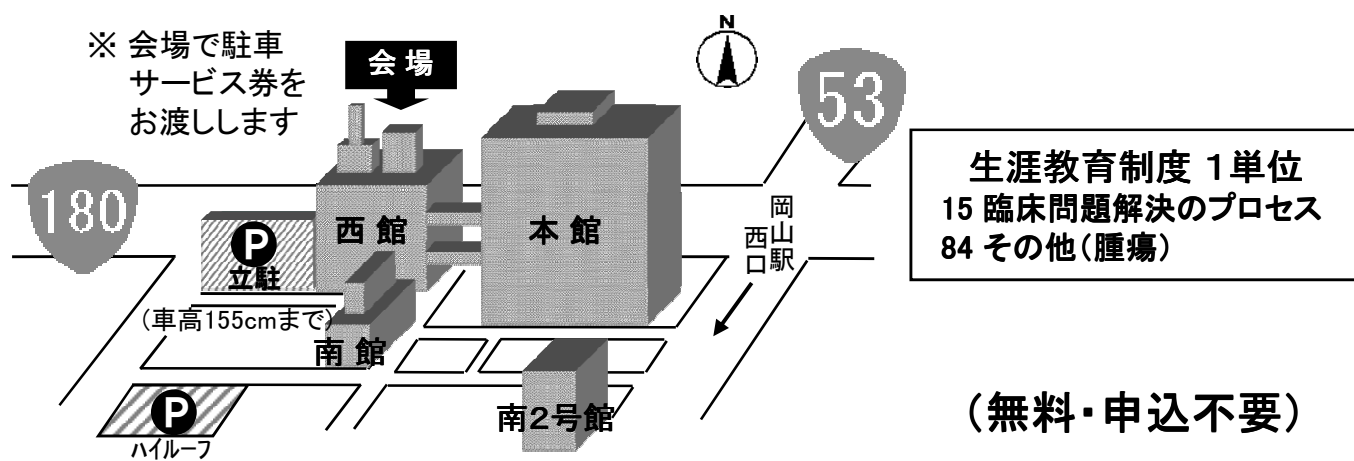 ※ 会場で駐車
サービス券を
お渡しします
会場
N
53
180
生涯教育制度 1単位
15 臨床問題解決のプロセス
84 その他(腫瘍)
P
立駐
西館
本館
岡山駅
西口
(車高155cmまで)
南館
南2号館
P
ハイルーフ
(無料・申込不要)